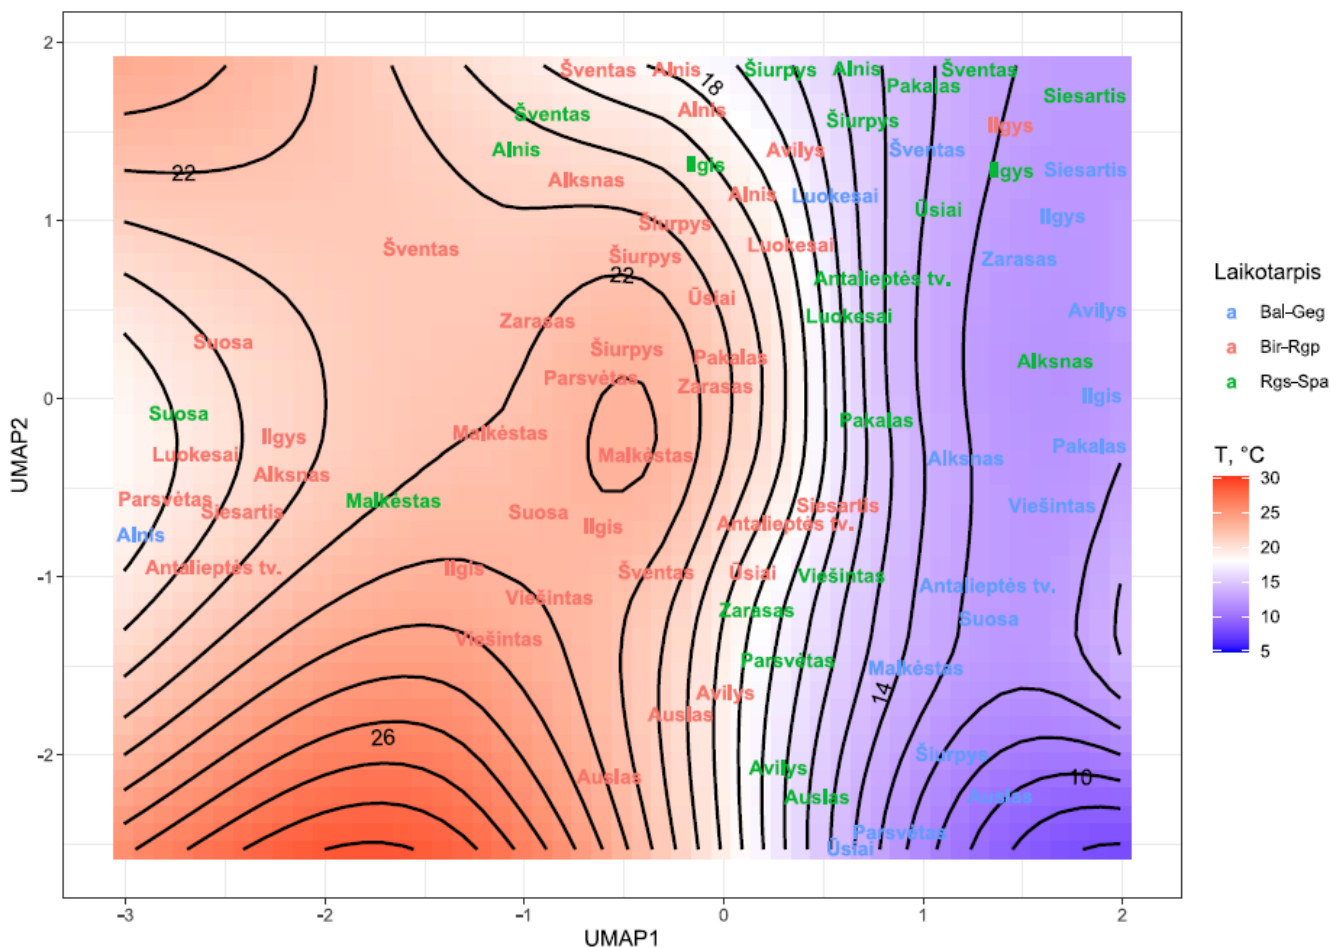 2
Šventas
Alnis
Šiurpys
Alnis
Šventas
18
Pakalas
Siesartis
Šventas
Alnis
Šiurpys
Ilgys
Alnis
Avilys
Šventas
22
Alksnas
Ilgis
Ilgys
Siesartis
Alnis
Luokesai
1
Šiurpys
Ūsiai
Ilgys
Šventas
Šiurpys
Luokesai
Zarasas
22
Antalieptės tv.
Ūsiai
Avilys
Suosa
Zarasas
Luokesai
Šiurpys
Pakalas
Alksnas
Parsvėtas
Zarasas
0
Ilgis
Suosa
Pakalas
Ilgys
Malkėstas
Pakalas
Luokesai
Malkėstas
Alksnas
Alksnas
Parsvėtas
Malkėstas
Siesartis
Viešintas
Siesartis
Suosa
Ilgis
Antalieptės tv.
Alnis
Antalieptės tv.
Ilgis
Šventas
Ūsiai
Viešintas
-1
Viešintas
Antalieptės tv.
Zarasas
Suosa
Viešintas
Parsvėtas
Malkėstas
Avilys
14
Auslas
26
-2
Šiurpys
Auslas
Avilys
10
Auslas
Auslas
Parsvėtas
Ūsiai
-3
-2
-1
0
1
2
UMAP1
UMAP2
Laikotarpis
a Bal-Geg
a Bir-Rgp
a Rgs-Spa
T, °C
30
25
20
15
10
5